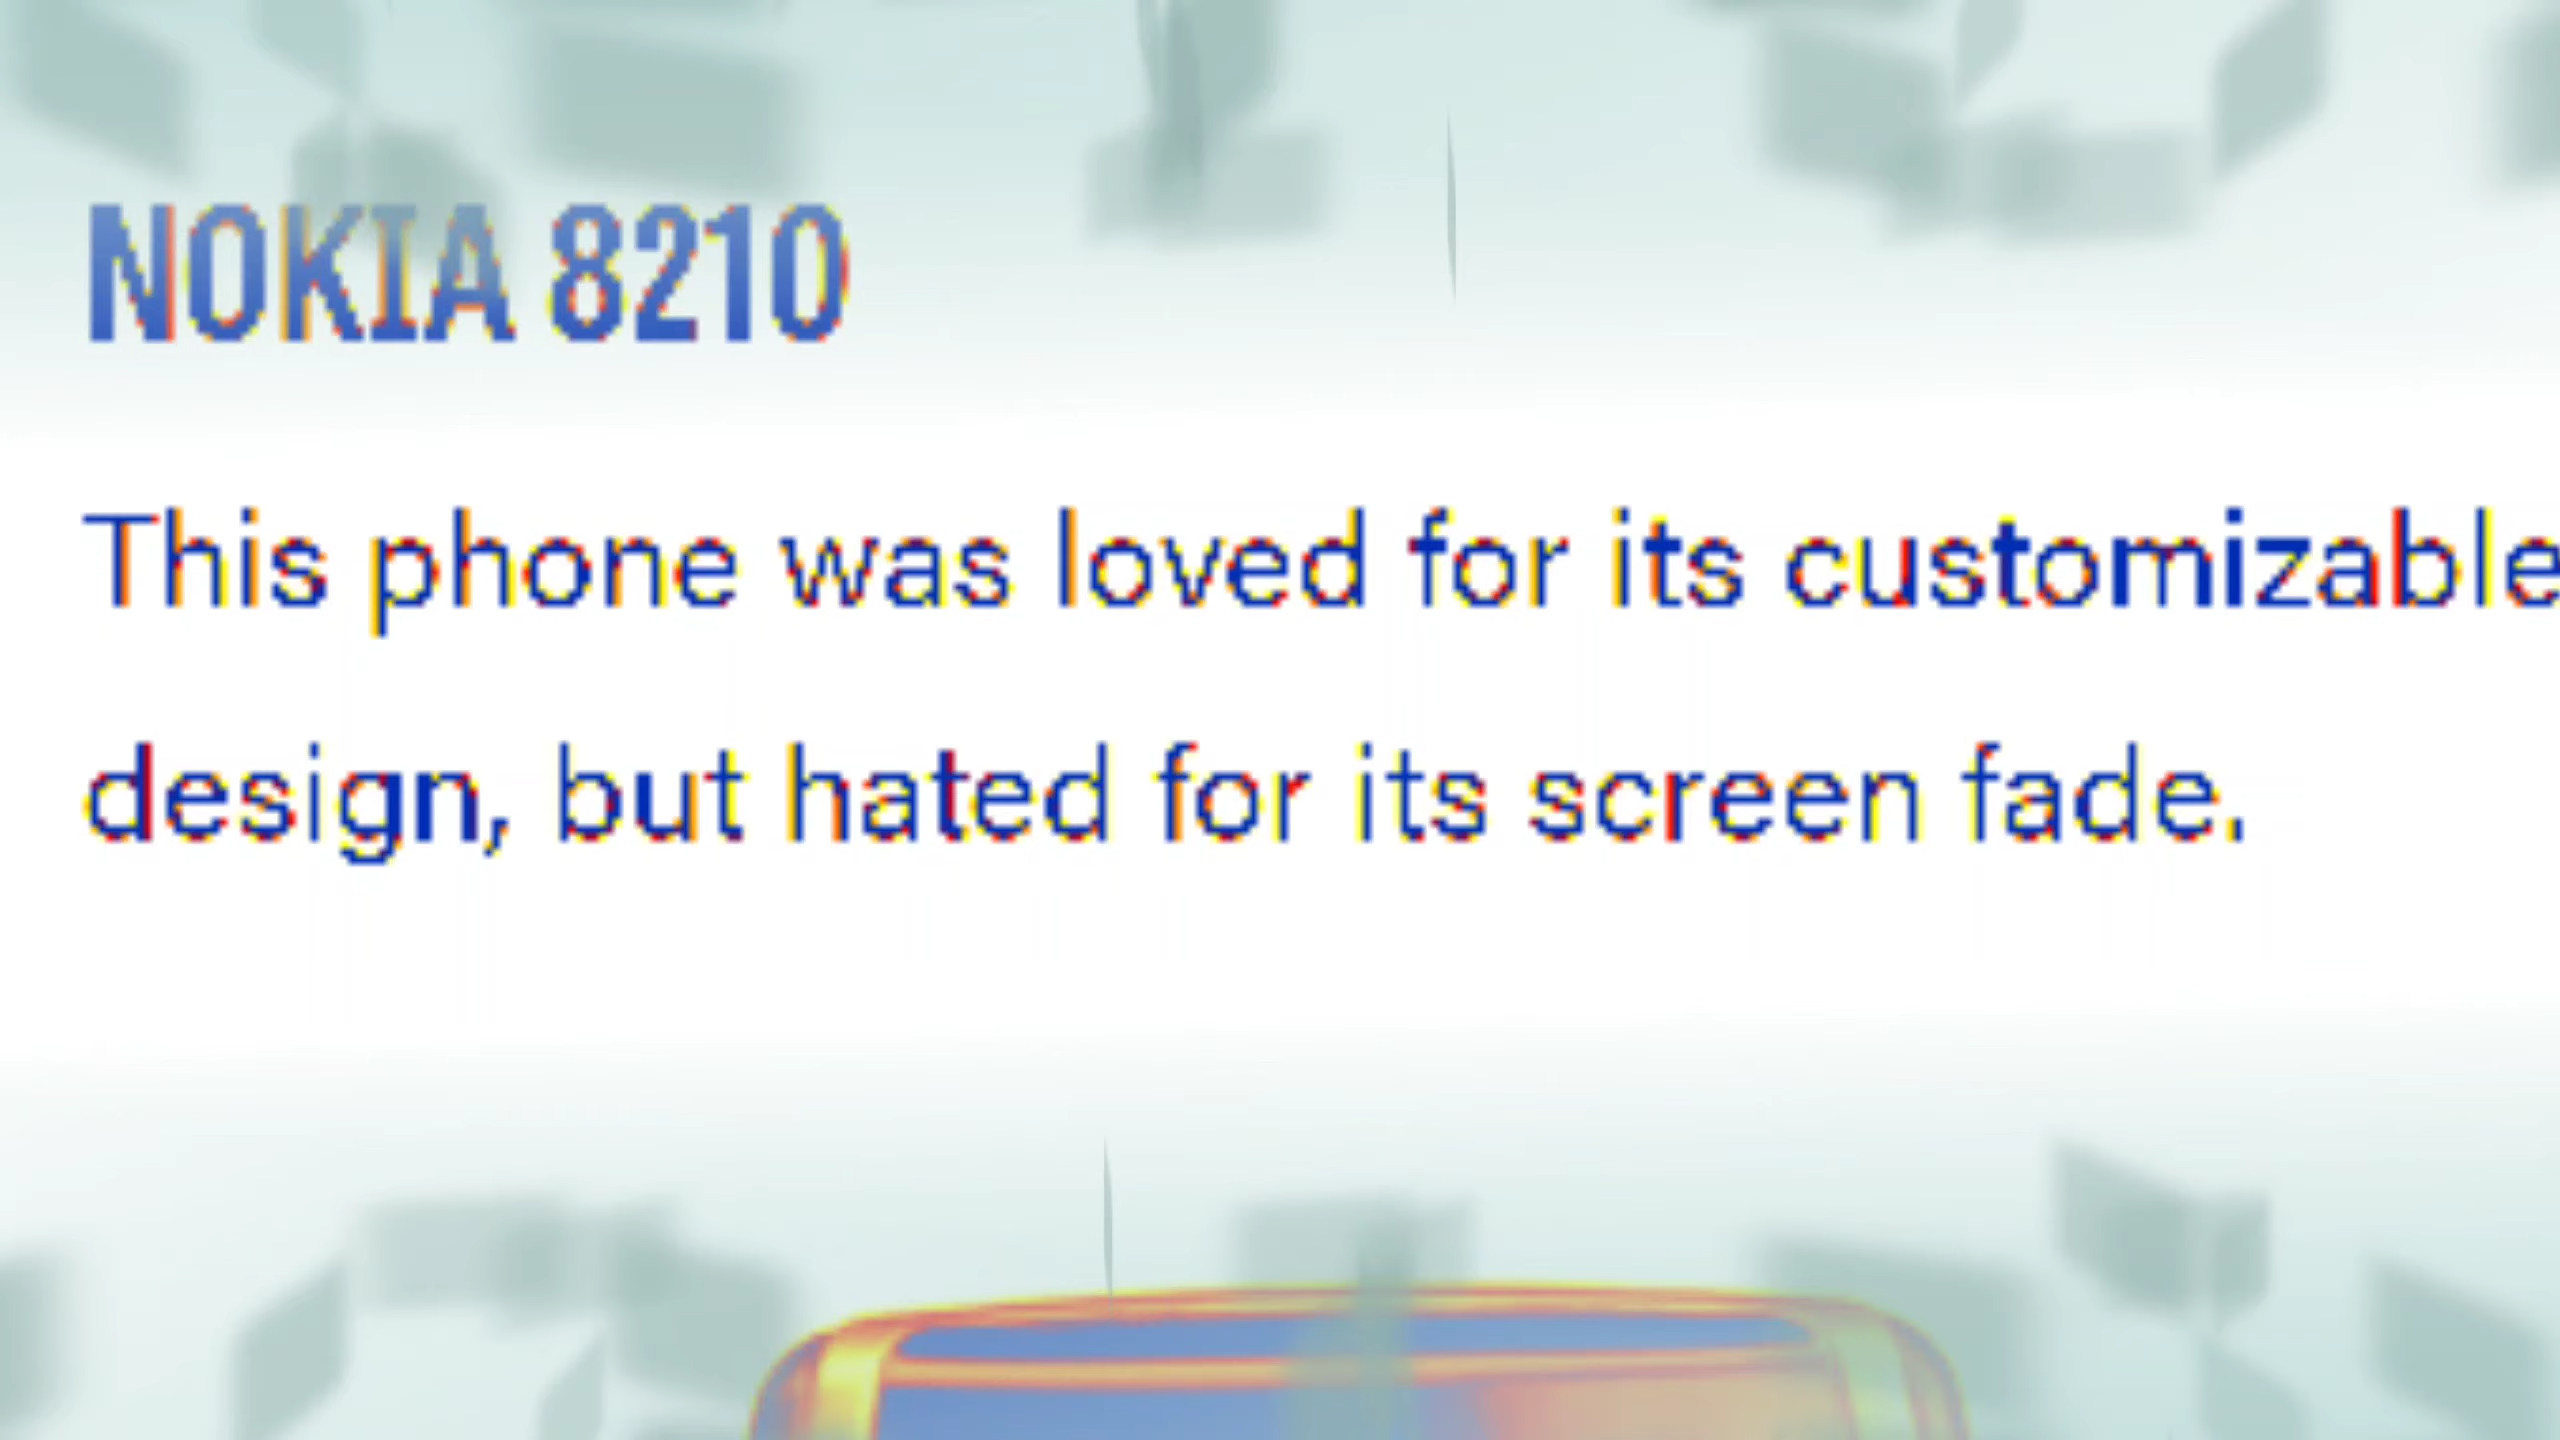 NOKIA 8210
This phone was loved for its customizable
design, but hated for its screen fade.